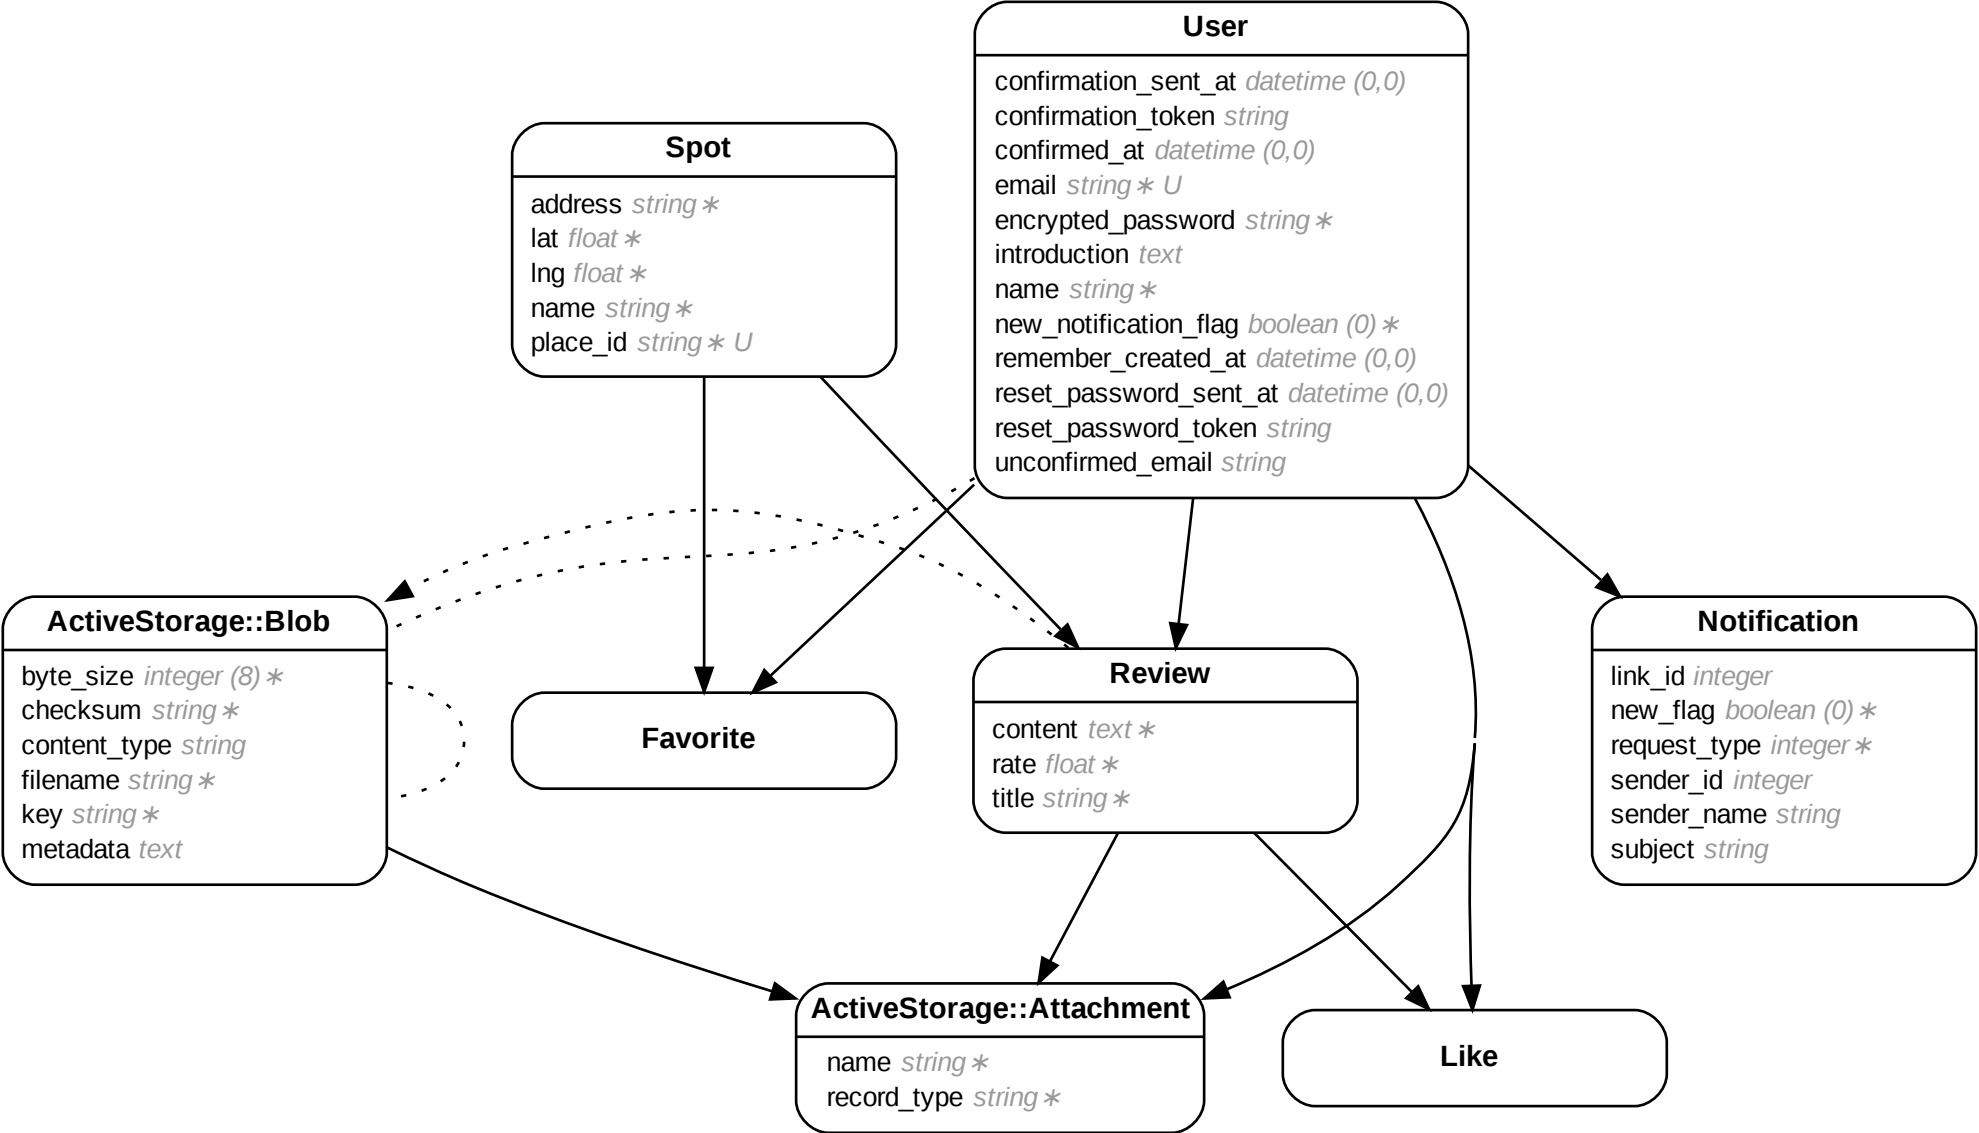 User
confirmation_sent_at datetime (0,0)
confirmation_token string
confirmed_at datetime (0,0)
email string∗ U
encrypted_password string∗
introduction text
name string∗
new_notification_flag boolean (0)∗
remember_created_at datetime (0,0)
reset_password_sent_at datetime (0,0)
reset_password_token string
unconfirmed_email string
Spot
address string∗
lat float∗
lng float∗
name string∗
place_id string∗ U
ActiveStorage::Blob
byte_size integer (8)∗
checksum string∗
content_type string
filename string∗
key string∗
metadata text
Favorite
Review
content text∗
rate float∗
title string∗
Notification
link_id integer
new_flag boolean (0)∗
request_type integer∗
sender_id integer
sender_name string
subject string
ActiveStorage::Attachment
name string∗
record_type string∗
Like